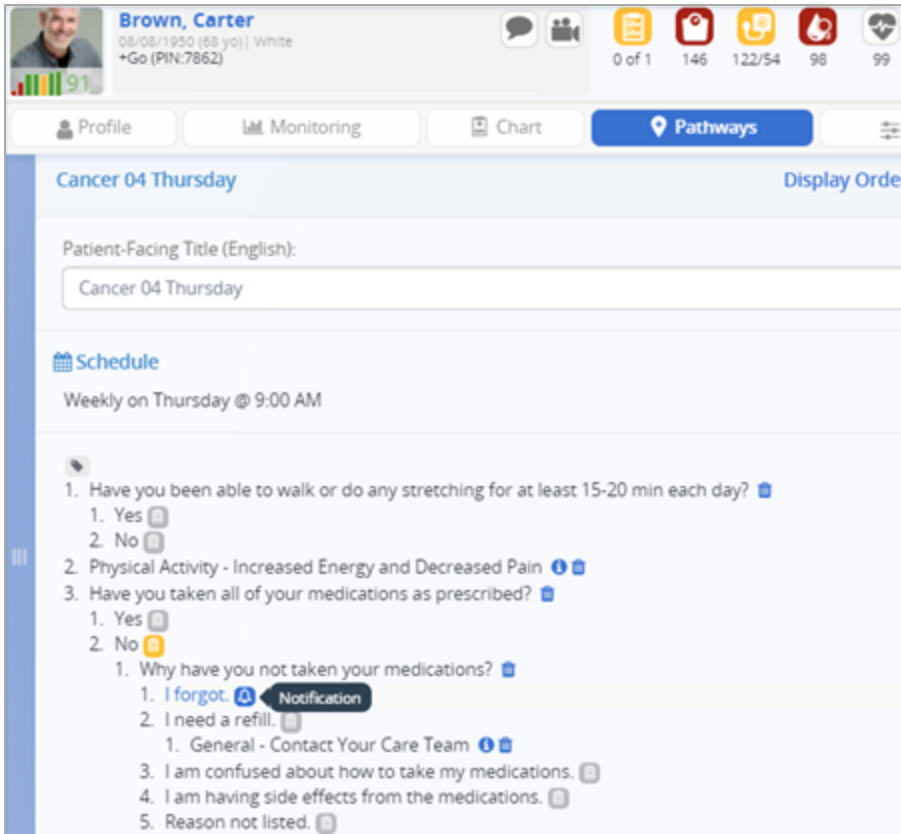 Brown, Carter
08/08/1950 (68 yo) | White
+Go (PIN:7862)
91
0 of 1
146
122/54
98
99
Profile
Monitoring
Chart
Pathways
Cancer 04 Thursday
Display Orde
Patient-Facing Title (English):
Cancer 04 Thursday
Schedule
Weekly on Thursday @ 9:00 AM
1. Have you been able to walk or do any stretching for at least 15-20 min each day?
1. Yes
2. No
2. Physical Activity - Increased Energy and Decreased Pain
3. Have you taken all of your medications as prescribed?
1. Yes
2. No
1. Why have you not taken your medications?
1. I forgot. Notification
2. I need a refill.
1. General - Contact Your Care Team
3. I am confused about how to take my medications.
4. I am having side effects from the medications.
5. Reason not listed.